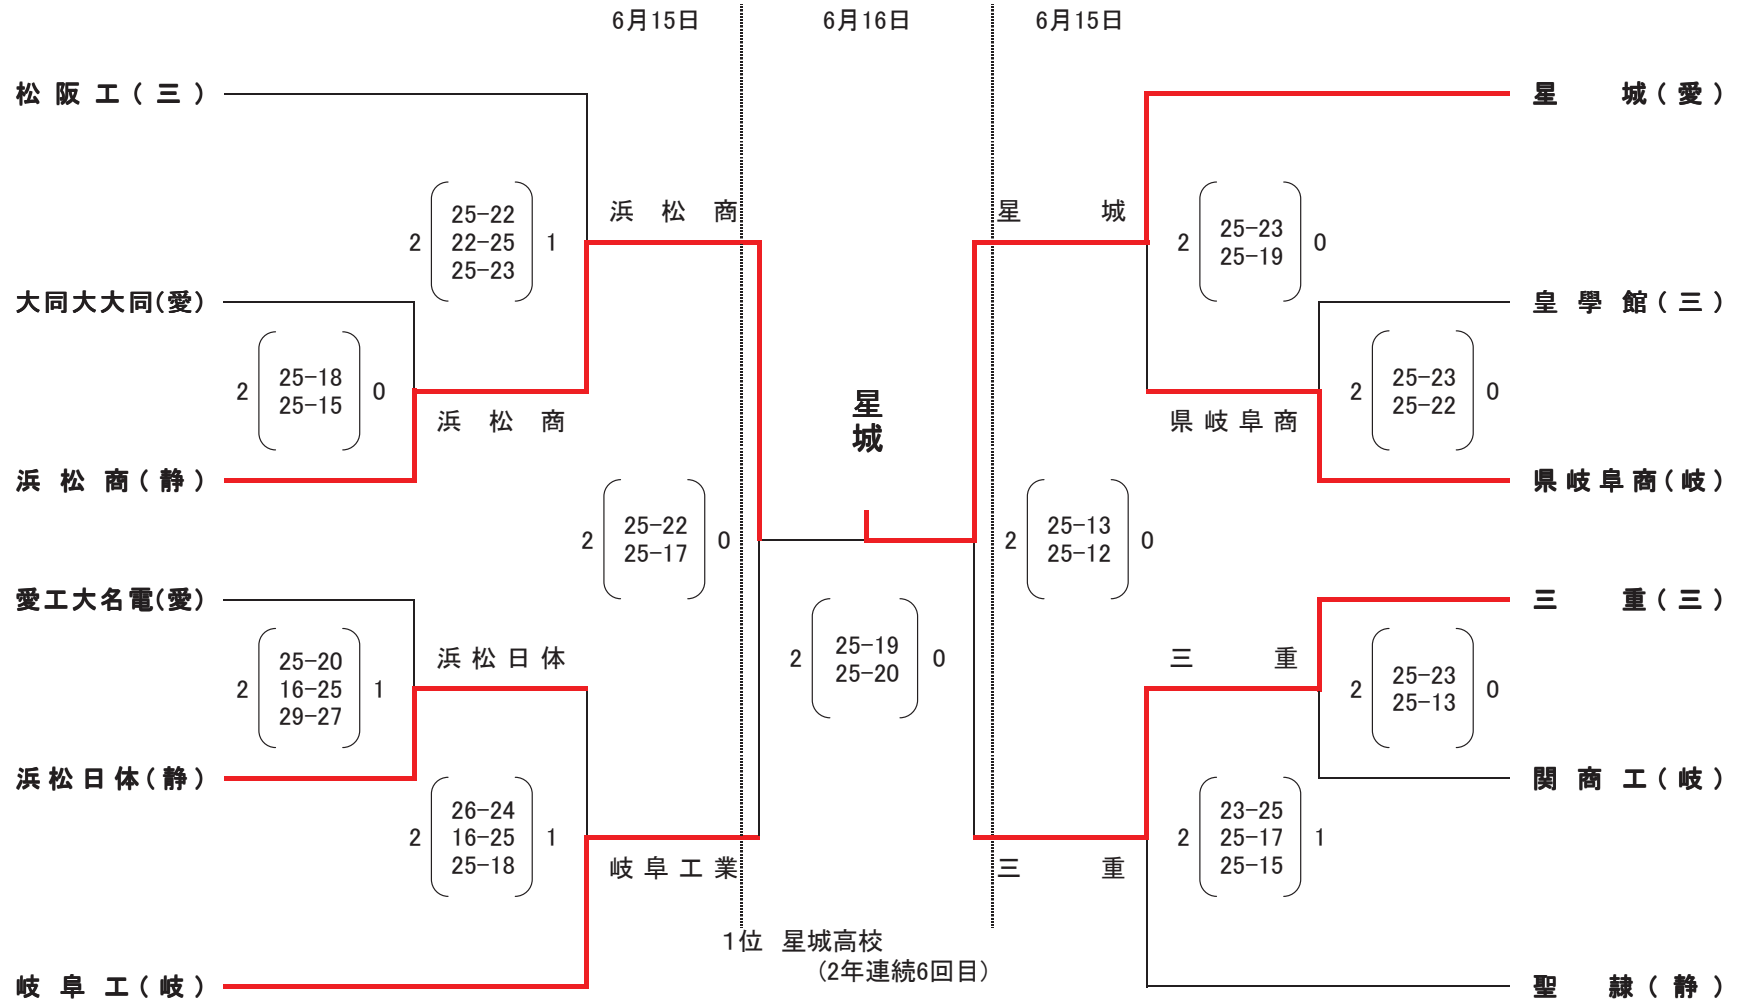 6月15日
6月16日
6月15日
松阪工(三)
星城(愛)
浜松商
星城
25-22
2 22-25 1
25-23
25-23
2 0
25-19
大同大大同(愛)
皇學館(三)
25-18
2 0
25-15
25-23
2 0
25-22
星城
浜松商
県岐阜商
浜松商(静)
県岐阜商(岐)
25-22
2 0
25-17
25-13
2 0
25-12
愛工大名電(愛)
三重(三)
25-19
2 0
25-20
浜松日体
三重
25-20
2 16-25 1
29-27
25-23
2 0
25-13
浜松日体(静)
関商工(岐)
26-24
2 16-25 1
25-18
23-25
2 25-17 1
25-15
岐阜工業
三重
1位 星城高校
(2年連続6回目)
岐阜工(岐)
聖隷(静)